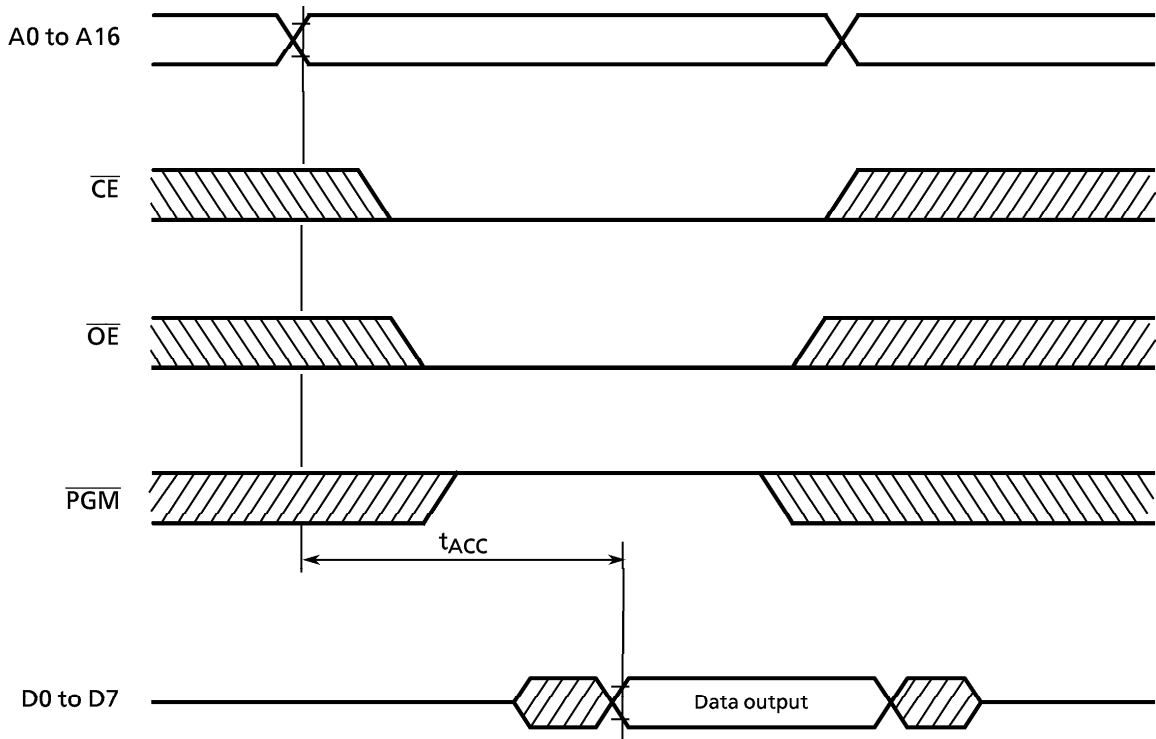 A0 to A16
CE
OE
PGM
tACC
D0 to D7
Data output